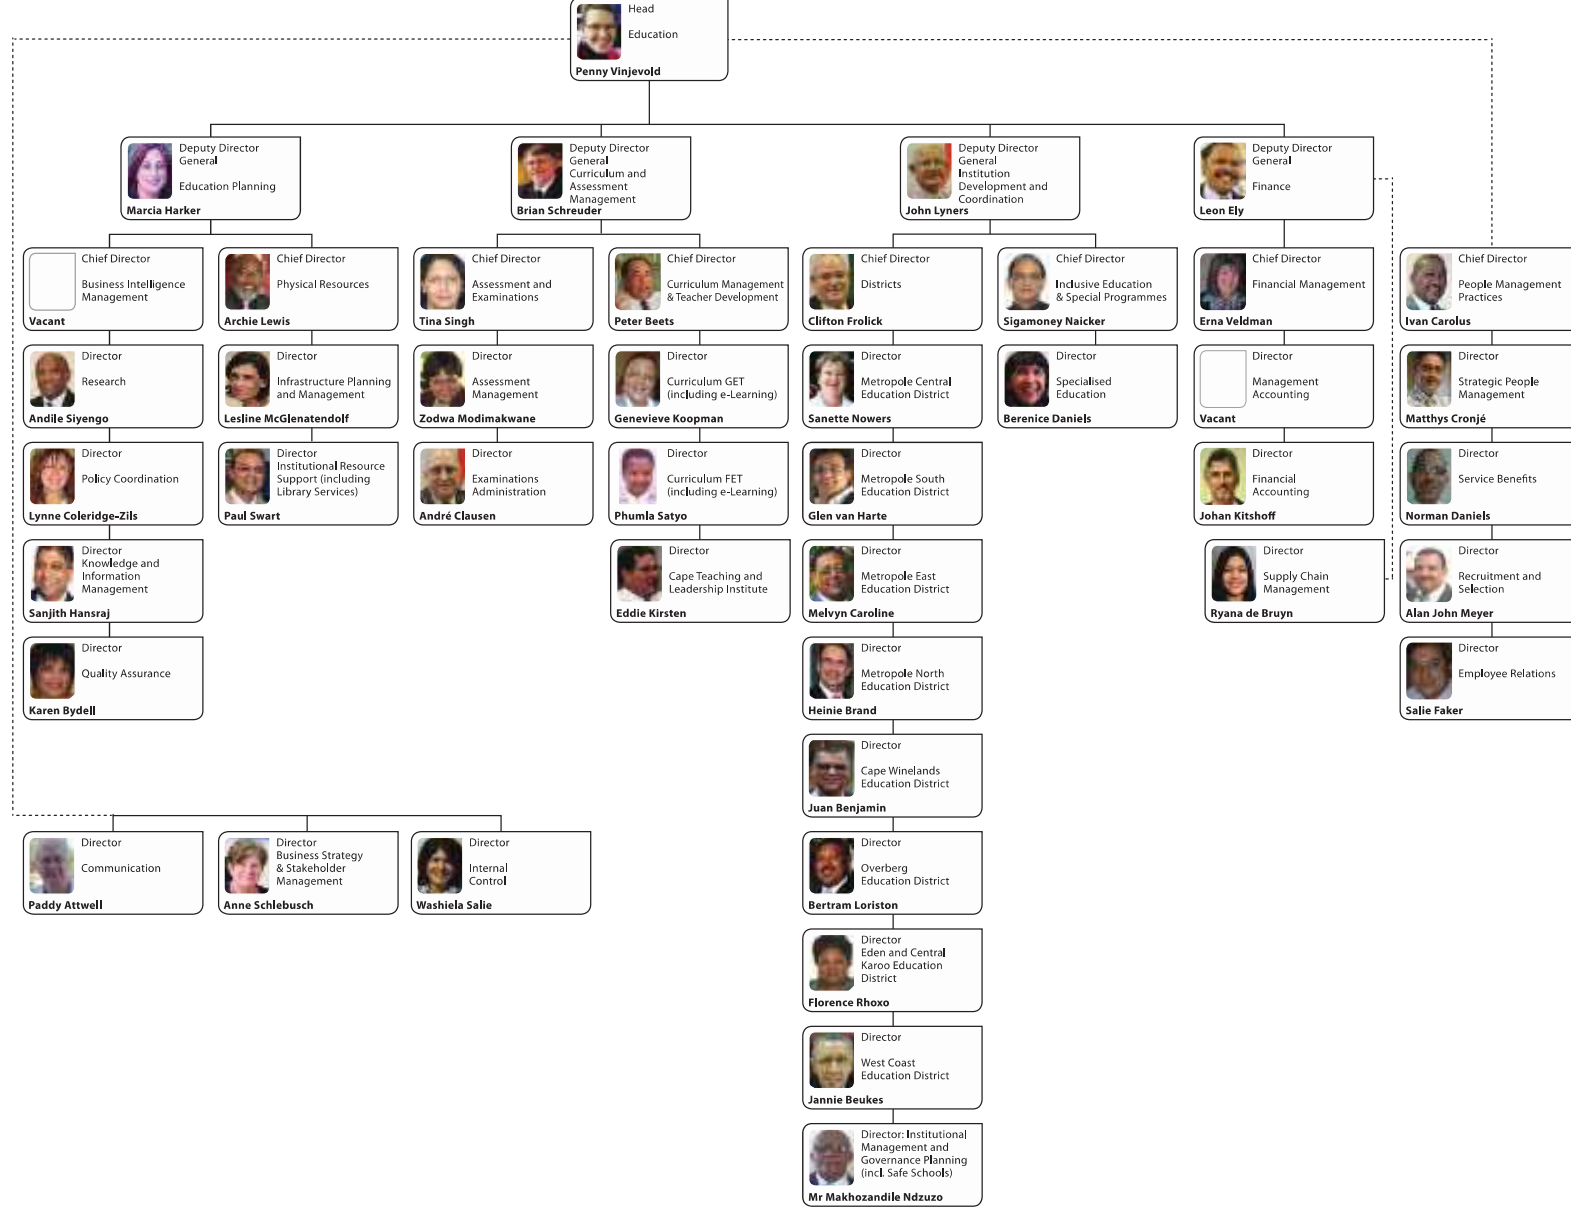 Head
Education
Penny Vinjevold
Deputy Director
General
Education Planning
Marcia Harker
Deputy Director
General
Curriculum and
Assessment
Management
Brian Schreuder
Deputy Director
General
Institution
Development and
Coordination
John Lyners
Deputy Director
General
Finance
Leon Ely
Chief Director
Business Intelligence
Management
Vacant
Chief Director
Physical Resources
Archie Lewis
Chief Director
Assessment and
Examinations
Tina Singh
Chief Director
Curriculum Management
& Teacher Development
Peter Beets
Chief Director
Districts
Clifton Frolick
Chief Director
Inclusive Education
& Special Programmes
Sigamoney Naicker
Chief Director
Financial Management
Erna Veldman
Chief Director
People Management
Practices
Ivan Carolus
Director
Research
Andile Siyengo
Director
Infrastructure Planning
and Management
Lesline McGlenatendolf
Director
Assessment
Management
Zodwa Modimakwane
Director
Curriculum GET
(including e-Learning)
Genevieve Koopman
Director
Metropole Central
Education District
Sanette Nowers
Director
Specialised
Education
Berenice Daniels
Director
Management
Accounting
Vacant
Director
Strategic People
Management
Matthys Cronjé
Director
Policy Coordination
Lynne Coleridge-Zils
Director
Institutional Resource
Support (including
Library Services)
Paul Swart
Director
Examinations
Administration
André Clausen
Director
Curriculum FET
(including e-Learning)
Phumla Satyo
Director
Metropole South
Education District
Glen van Harte
Director
Financial
Accounting
Johan Kitshoff
Director
Service Benefits
Norman Daniels
Director
Knowledge and
Information
Management
Sanjith Hansraj
Director
Cape Teaching and
Leadership Institute
Eddie Kirsten
Director
Metropole East
Education District
Melvyn Caroline
Director
Supply Chain
Management
Ryana de Bruyn
Director
Recruitment and
Selection
Alan John Meyer
Director
Quality Assurance
Karen Bydell
Director
Metropole North
Education District
Heinie Brand
Director
Employee Relations
Salie Faker
Director
Cape Winelands
Education District
Juan Benjamin
Director
Communication
Paddy Attwell
Director
Business Strategy
& Stakeholder
Management
Anne Schlebusch
Director
Internal
Control
Washiela Salie
Director
Overberg
Education District
Bertram Loriston
Director
Eden and Central
Karoo Education
District
Florence Rhoxo
Director
West Coast
Education District
Jannie Beukes
Director: Institutional
Management and
Governance Planning
(incl. Safe Schools)
Mr Makhozandile Ndzuzo